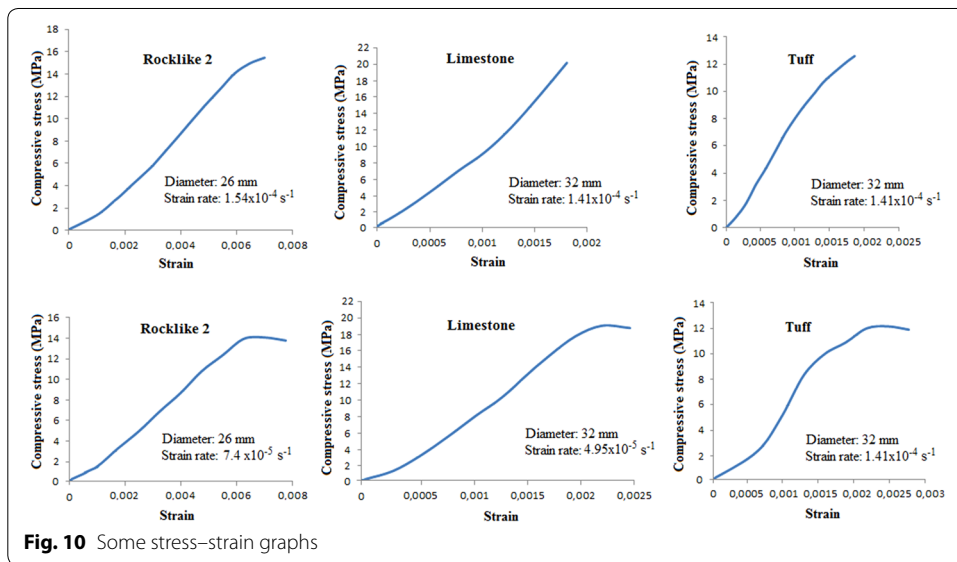 Rocklike 2
Compressive stress (MPa)
18
16
14
12
10
8
6
4
2
0
Diameter: 26 mm
Strain rate: 1.54x10⁻⁴ s⁻¹
0 0,002 0,004 0,006 0,008
Strain
Limestone
Compressive stress (MPa)
22
20
18
16
14
12
10
8
6
4
2
0
Diameter: 32 mm
Strain rate: 1.41x10⁻⁴ s⁻¹
0 0,0005 0,001 0,0015 0,002
Strain
Tuff
Compressive stress (MPa)
14
12
10
8
6
4
2
0
Diameter: 32 mm
Strain rate: 1.41x10⁻⁴ s⁻¹
0 0,0005 0,001 0,0015 0,002 0,0025
Strain
Rocklike 2
Compressive stress (MPa)
16
14
12
10
8
6
4
2
0
Diameter: 26 mm
Strain rate: 7.4 x10⁻⁵ s⁻¹
0 0,002 0,004 0,006 0,008
Strain
Limestone
Compressive stress (MPa)
22
20
18
16
14
12
10
8
6
4
2
0
Diameter: 32 mm
Strain rate: 4.95x10⁻⁵ s⁻¹
0 0,0005 0,001 0,0015 0,002 0,0025
Strain
Tuff
Compressive stress (MPa)
14
12
10
8
6
4
2
0
Diameter: 32 mm
Strain rate: 1.41x10⁻⁴ s⁻¹
0 0,0005 0,001 0,0015 0,002 0,0025 0,003
Strain
Fig. 10 Some stress–strain graphs